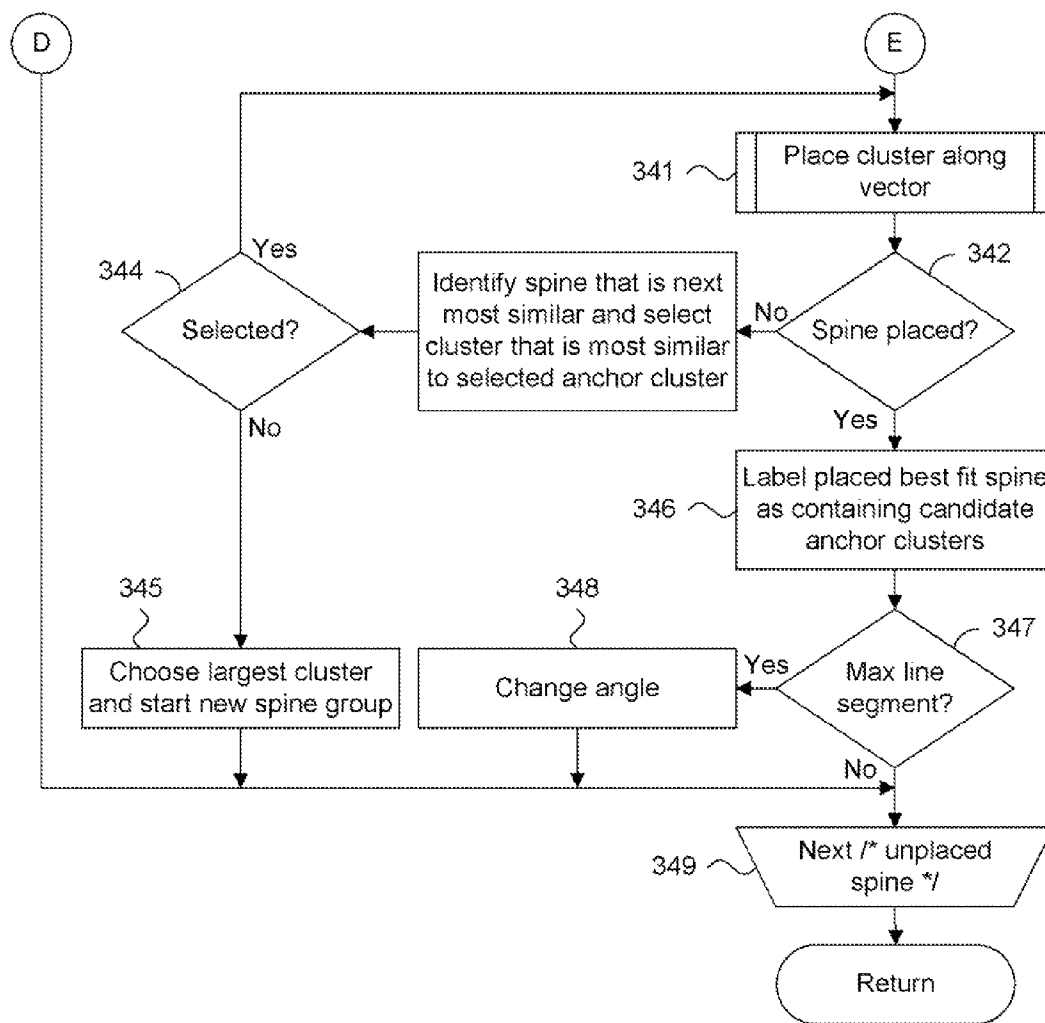 D
E
341
Place cluster along
vector
342
Spine placed?
No
Yes
Identify spine that is next
most similar and select
cluster that is most similar
to selected anchor cluster
344
Selected?
Yes
No
346
Label placed best fit spine
as containing candidate
anchor clusters
345
Choose largest cluster
and start new spine group
348
Change angle
347
Max line
segment?
Yes
No
349
Next /* unplaced
spine */
Return